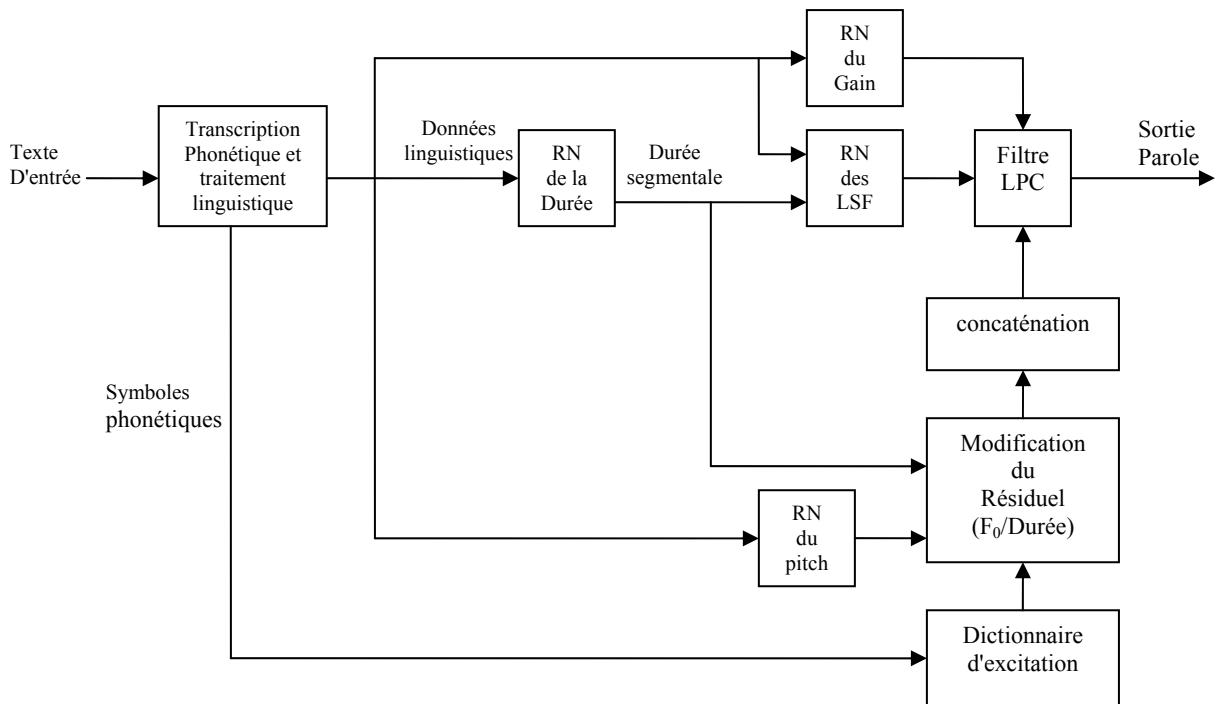 RN
du
Gain
Transcription
Phonétique et
traitement
linguistique
Données
linguistiques
RN
de la
Durée
Durée
segmentale
RN
des
LSF
Filtre
LPC
Sortie
Parole
Texte
D'entrée
concaténation
Symboles
phonétiques
Modification
du
Résiduel
(F₀/Durée)
RN
du
pitch
Dictionnaire
d'excitation